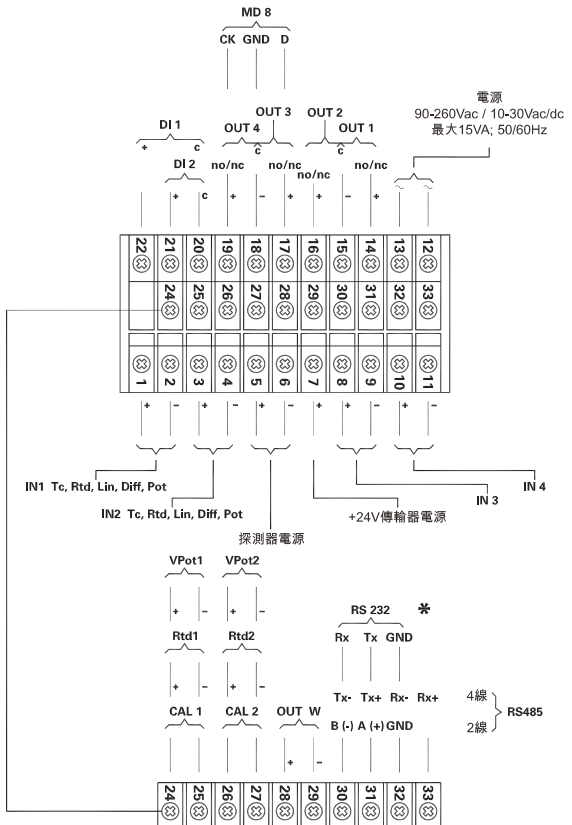 MD 8
CK GND D
電源
90-260Vac / 10-30Vac/dc
最大15VA; 50/60Hz
OUT 3 OUT 2
DI 1 OUT 4 OUT 1
+ c c c
DI 2 no/nc no/nc no/nc no/nc
+ c + − + + − + ~ ~
22 21 20 19 18 17 16 15 14 13 12
24 25 26 27 28 29 30 31 32 33
1 2 3 4 5 6 7 8 9 10 11
+ − + − + − + + − + −
IN1 Tc, Rtd, Lin, Diff, Pot
IN 4
IN 3
IN2 Tc, Rtd, Lin, Diff, Pot
+24V傳輸器電源
探測器電源
VPot1 VPot2
+ − + −
RS 232 *
Rtd1 Rtd2
Rx Tx GND
+ − + −
Tx- Tx+ Rx- Rx+ 4線
RS485
CAL 1 CAL 2 OUT W
B (-) A (+) GND 2線
+ −
24 25 26 27 28 29 30 31 32 33